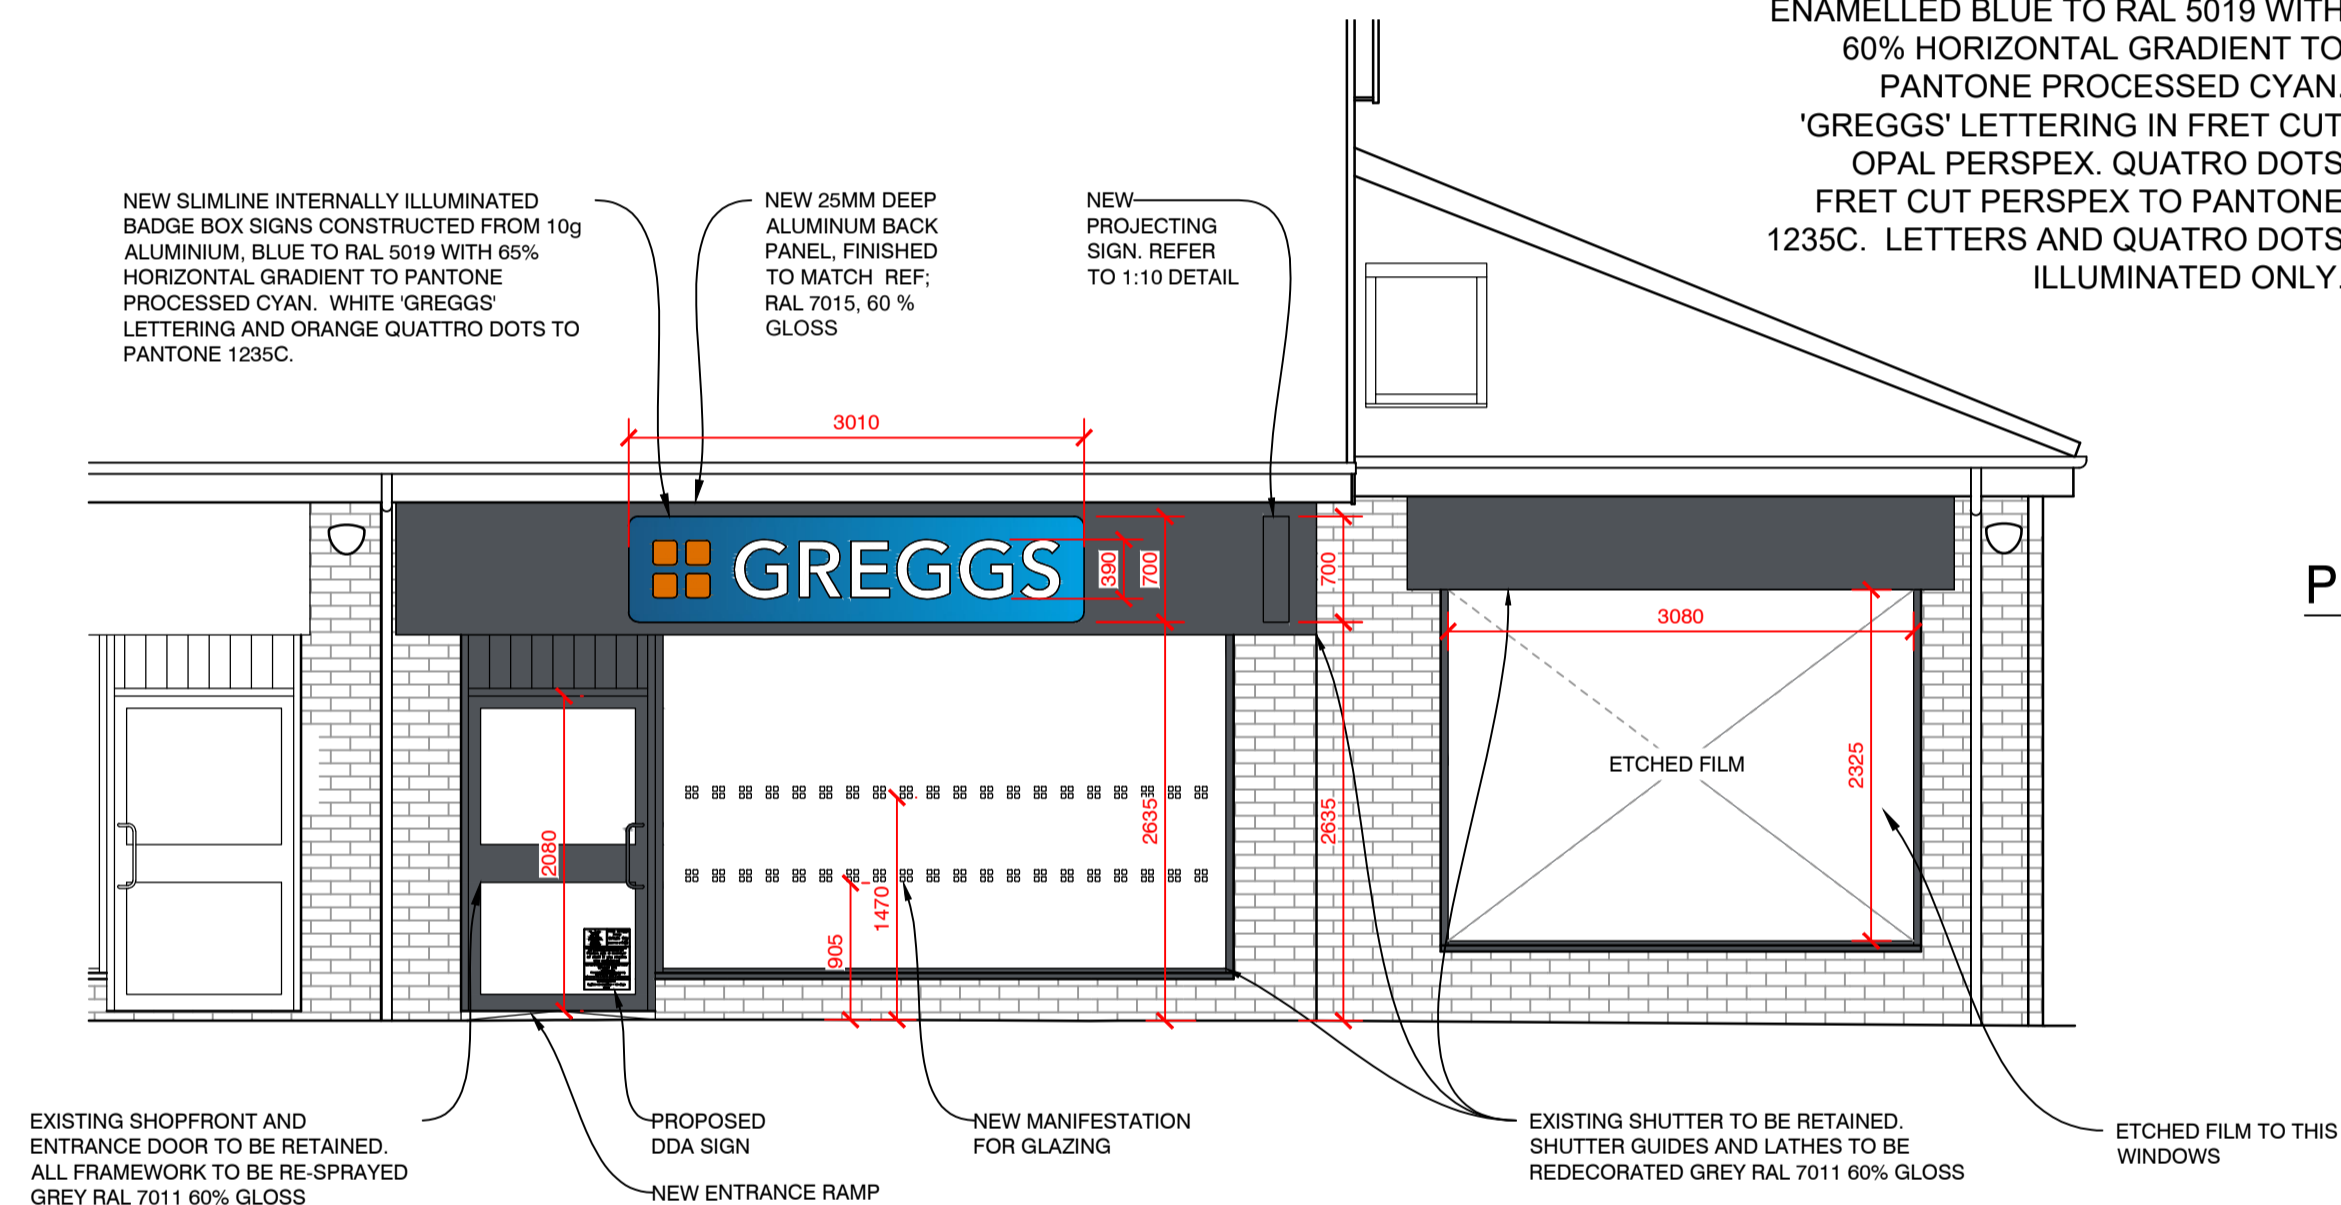 ENAMELLED BLUE TO RAL 5019 WITH
60% HORIZONTAL GRADIENT TO
PANTONE PROCESSED CYAN.
'GREGGS' LETTERING IN FRET CUT
OPAL PERSPEX. QUATRO DOTS
FRET CUT PERSPEX TO PANTONE
1235C. LETTERS AND QUATRO DOTS
ILLUMINATED ONLY.
NEW SLIMLINE INTERNALLY ILLUMINATED
BADGE BOX SIGNS CONSTRUCTED FROM 10g
ALUMINIUM, BLUE TO RAL 5019 WITH 65%
HORIZONTAL GRADIENT TO PANTONE
PROCESSED CYAN. WHITE 'GREGGS'
LETTERING AND ORANGE QUATTRO DOTS TO
PANTONE 1235C.
NEW 25MM DEEP
ALUMINUM BACK
PANEL, FINISHED
TO MATCH REF;
RAL 7015, 60 %
GLOSS
NEW
PROJECTING
SIGN. REFER
TO 1:10 DETAIL
3010
GREGGS
390
700
700
P
3080
ETCHED FILM
2325
2080
905
1470
2635
2635
EXISTING SHOPFRONT AND
ENTRANCE DOOR TO BE RETAINED.
ALL FRAMEWORK TO BE RE-SPRAYED
GREY RAL 7011 60% GLOSS
PROPOSED
DDA SIGN
NEW ENTRANCE RAMP
NEW MANIFESTATION
FOR GLAZING
EXISTING SHUTTER TO BE RETAINED.
SHUTTER GUIDES AND LATHES TO BE
REDECORATED GREY RAL 7011 60% GLOSS
ETCHED FILM TO THIS
WINDOWS